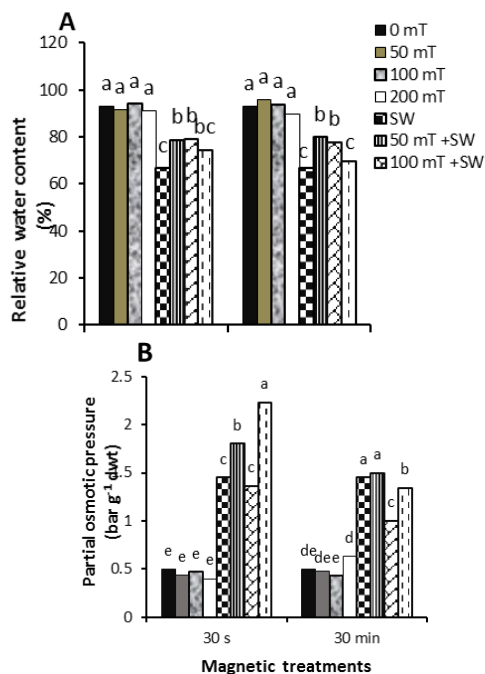 A
0 mT
50 mT
100 mT
200 mT
SW
50 mT +SW
100 mT +SW
Relative water content
(%)
120
100
80
60
40
20
0
a a a a c b b bc
a a a a c b b c
B
Partial osmotic pressure
(bar g⁻¹ dwt)
2.5
2
1.5
1
0.5
0
e e e e c b c a
de de e d a a c b
30 s 30 min
Magnetic treatments